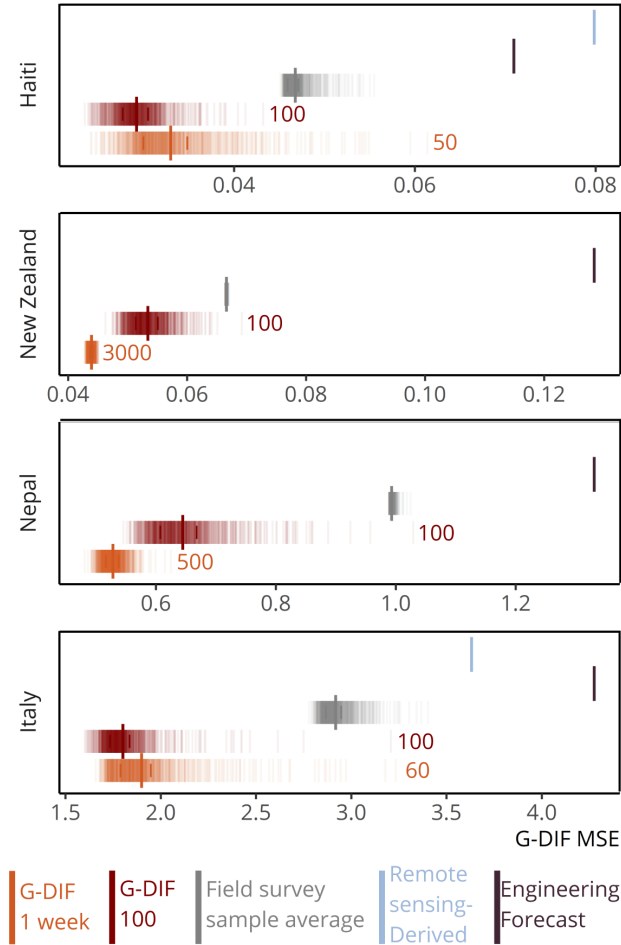 Haiti
100
50
0.04 0.06 0.08
New Zealand
100
3000
0.04 0.06 0.08 0.10 0.12
Nepal
100
500
0.6 0.8 1.0 1.2
Italy
100
60
1.5 2.0 2.5 3.0 3.5 4.0
G-DIF MSE
G-DIF
1 week
G-DIF
100
Field survey
sample average
Remote
sensing-
Derived
Engineering
Forecast